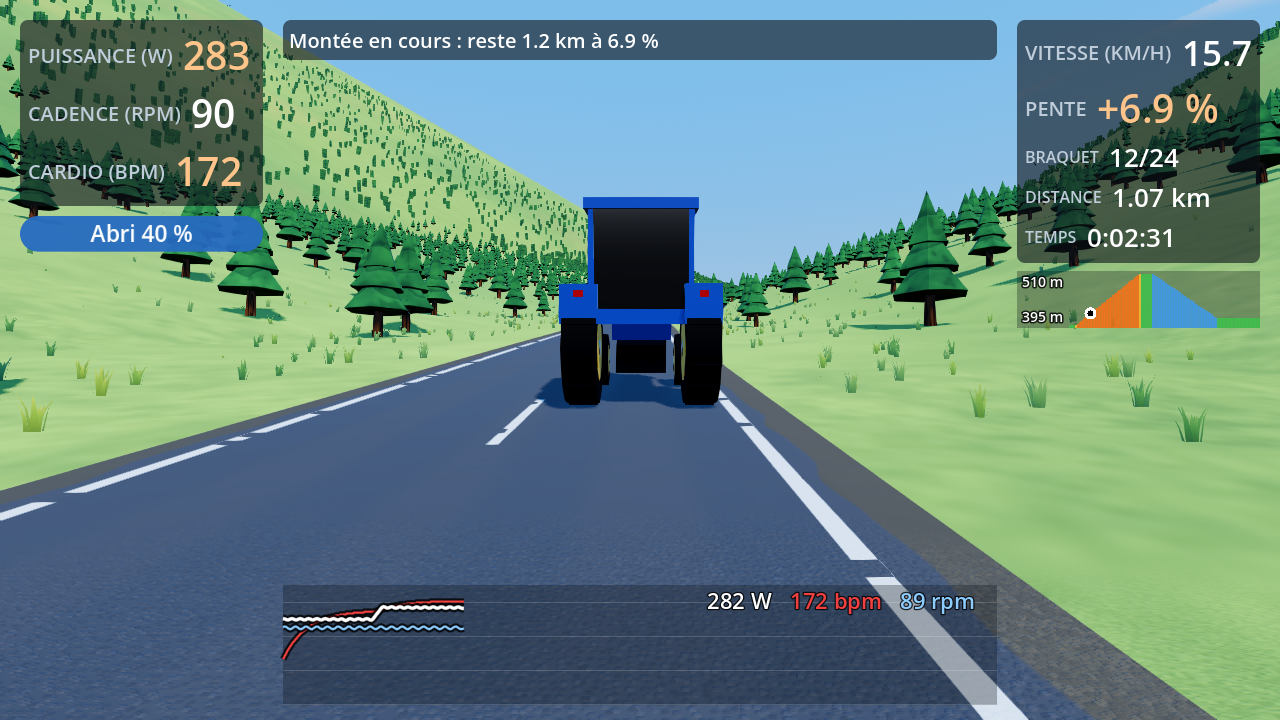 PUISSANCE (W) 283
CADENCE (RPM) 90
CARDIO (BPM) 172
Abri 40 %
Montée en cours : reste 1.2 km à 6.9 %
VITESSE (KM/H) 15.7
PENTE +6.9 %
BRAQUET 12/24
DISTANCE 1.07 km
TEMPS 0:02:31
510 m
395 m
282 W 172 bpm 89 rpm